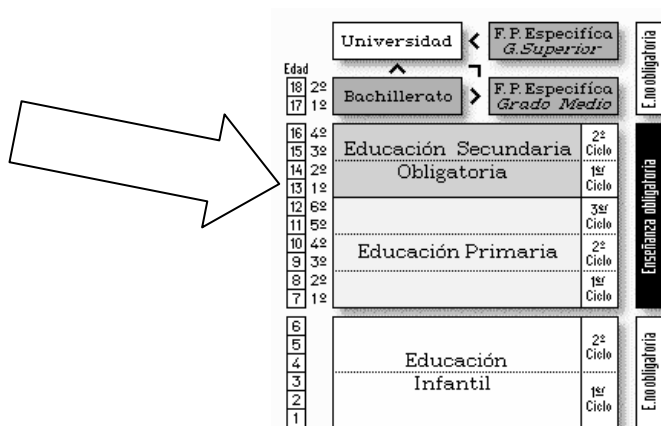 Universidad
F. P. Especifíca
G.Superior
E.no obligatoria
Edad
18 2º
17 1º
Bachillerato
F. P. Especifíca
Grado Medio
16 4º
15 3º
14 2º
13 1º
Educación Secundaria
Obligatoria
2º
Ciclo
1er
Ciclo
12 6º
11 5º
10 4º
9 3º
8 2º
7 1º
Educación Primaria
3er
Ciclo
2º
Ciclo
1er
Ciclo
Enseñanza obligatoria
6
5
4
3
2
1
Educación
Infantil
2º
Ciclo
1er
Ciclo
E.no obligatoria